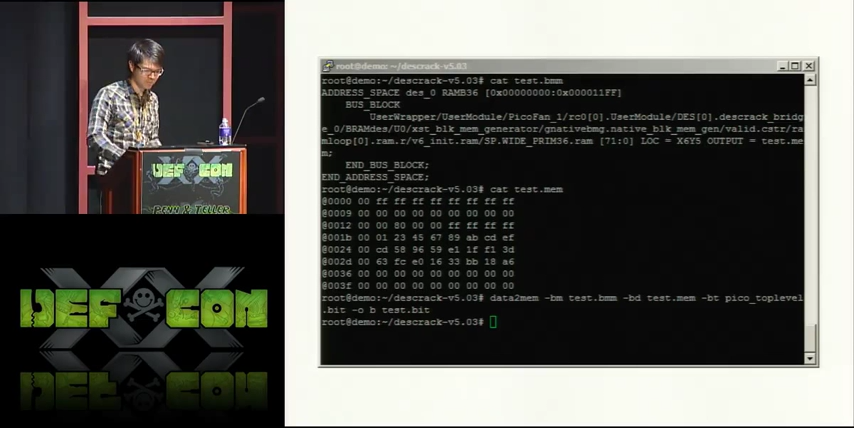 root@demo: ~/descrack-v5.03
root@demo:~/descrack-v5.03# cat test.bmm
ADDRESS_SPACE des_0 RAMB36 [0x00000000:0x000011FF]
BUS_BLOCK
UserWrapper/UserModule/PicoFan_1/rc0[0].UserModule/DES[0].descrack_bridg
e_0/BRAMdes/U0/xst_blk_mem_generator/gnativebmg.native_blk_mem_gen/valid.cstr/ra
mloop[0].ram.r/v6_init.ram/SP.WIDE_PRIM36.ram [71:0] LOC = X6Y5 OUTPUT = test.me
m;
END_BUS_BLOCK;
END_ADDRESS_SPACE;
root@demo:~/descrack-v5.03# cat test.mem
@0000 00 ff ff ff ff ff ff ff ff
@0009 00 00 00 00 00 00 00 00 00
@0012 00 00 80 00 00 ff ff ff ff
@001b 00 01 23 45 67 89 ab cd ef
@0024 00 cd 58 96 59 e1 1f f1 3d
@002d 00 63 fc e0 16 33 bb 18 a6
@0036 00 00 00 00 00 00 00 00 00
@003f 00 00 00 00 00 00 00 00 00
root@demo:~/descrack-v5.03# data2mem -bm test.bmm -bd test.mem -bt pico_toplevel
.bit -o b test.bit
root@demo:~/descrack-v5.03#
DEF CON
PENN & TELLER
XX
DEF CON